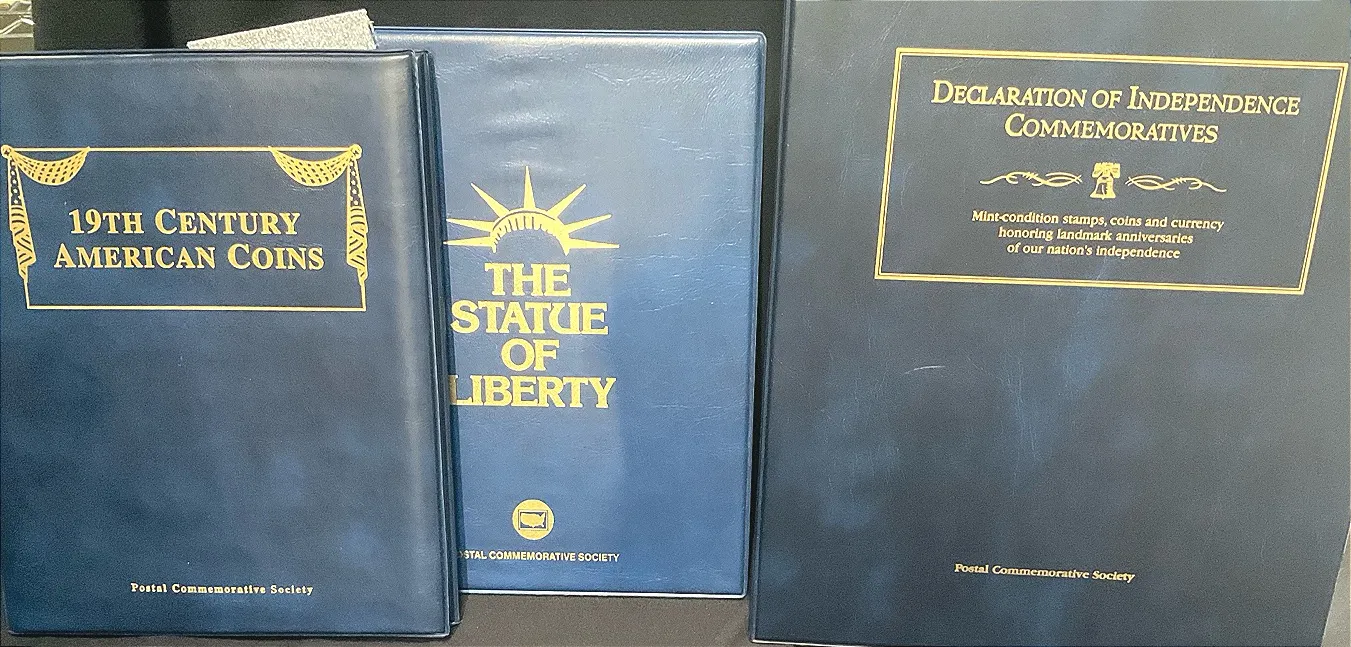 19TH CENTURY
AMERICAN COINS
Postal Commemorative Society
THE
STATUE
OF
LIBERTY
OSTAL COMMEMORATIVE SOCIETY
DECLARATION OF INDEPENDENCE
COMMEMORATIVES
Mint-condition stamps, coins and currency
honoring landmark anniversaries
of our nation's independence
Postal Commemorative Society